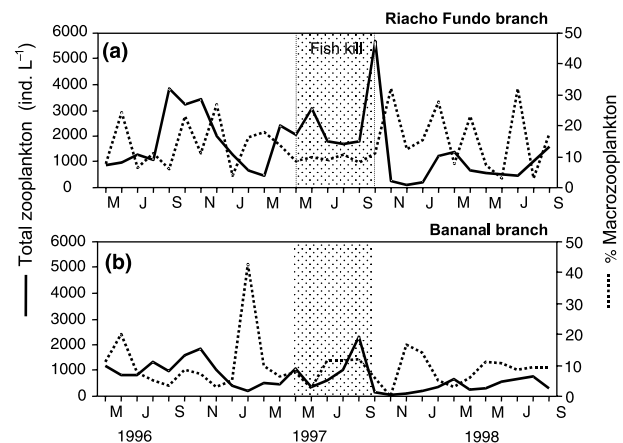 Riacho Fundo branch
(a)
Fish kill
6000
5000
4000
3000
2000
1000
0
50
40
30
20
10
0
M J S N J M M J S N J M M J S
Bananal branch
(b)
6000
5000
4000
3000
2000
1000
0
50
40
30
20
10
0
M J S N J M M J S N J M M J S
1996 1997 1998
Total zooplankton (ind. L⁻¹)
% Macrozooplankton